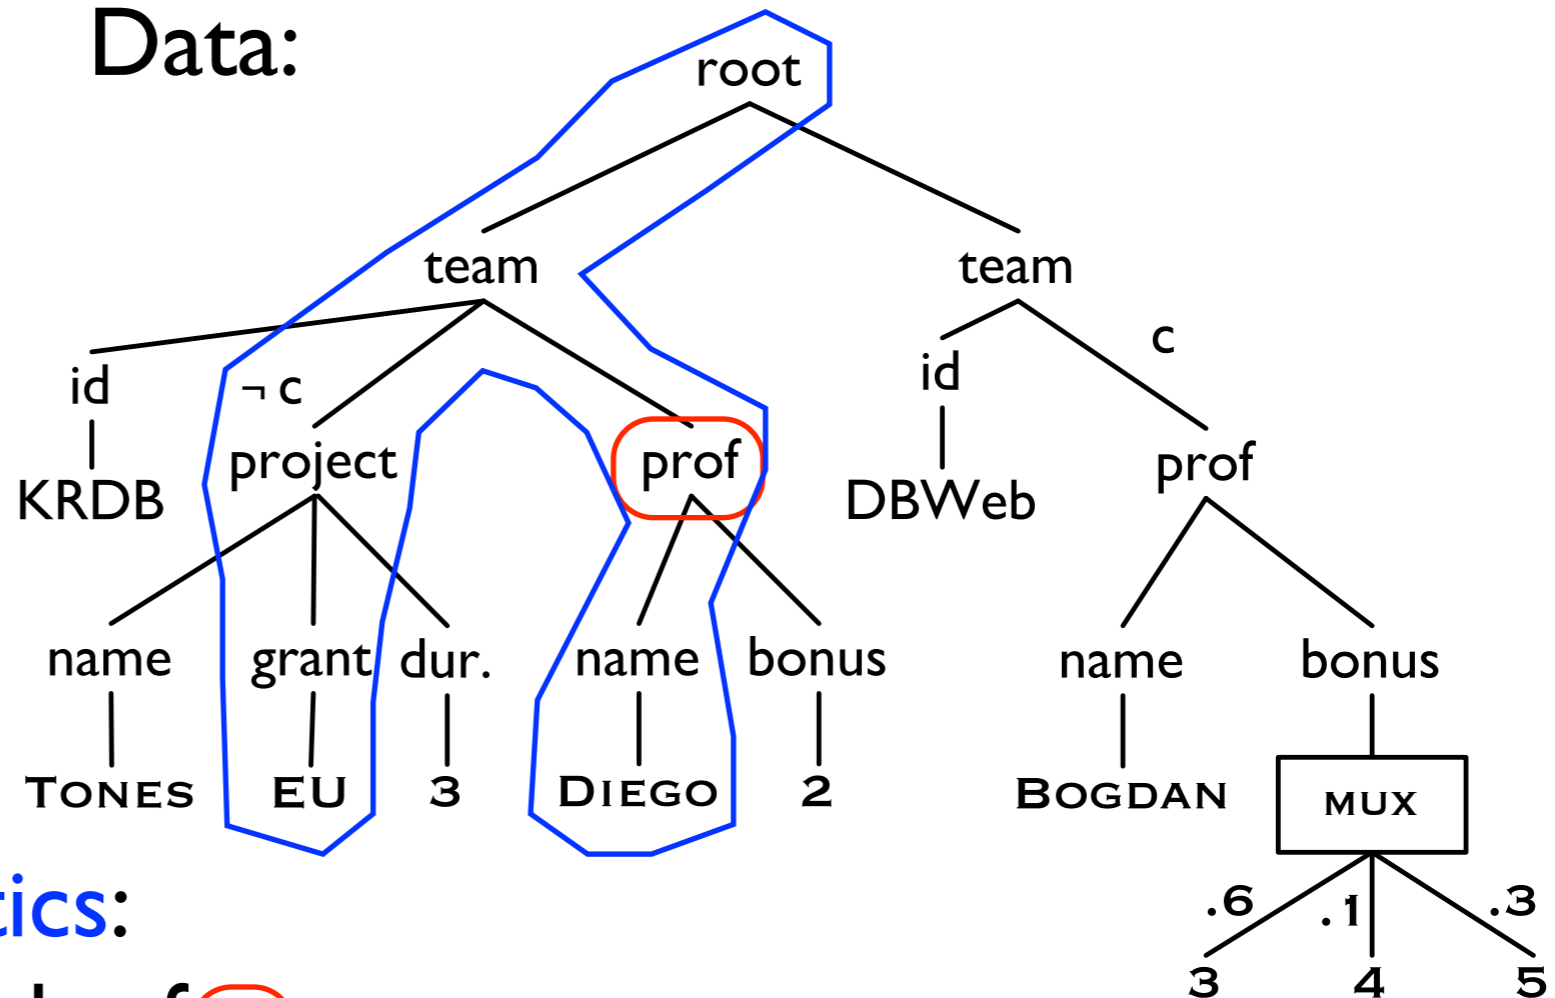 Data:
root
team team
c
id ¬ c id
project prof prof
KRDB DBWeb
name grant dur. name bonus name bonus
TONES EU 3 DIEGO 2 BOGDAN MUX
.6 .1 .3
tics:
3 4 5